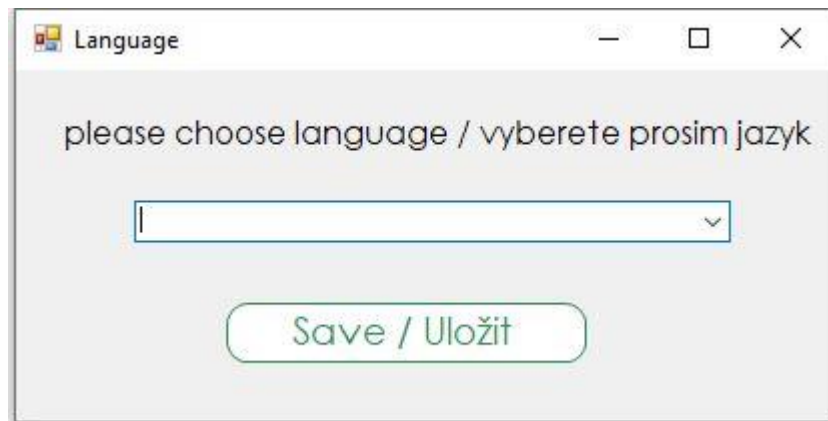 Language
please choose language / vyberete prosim jazyk
Save / Uložit